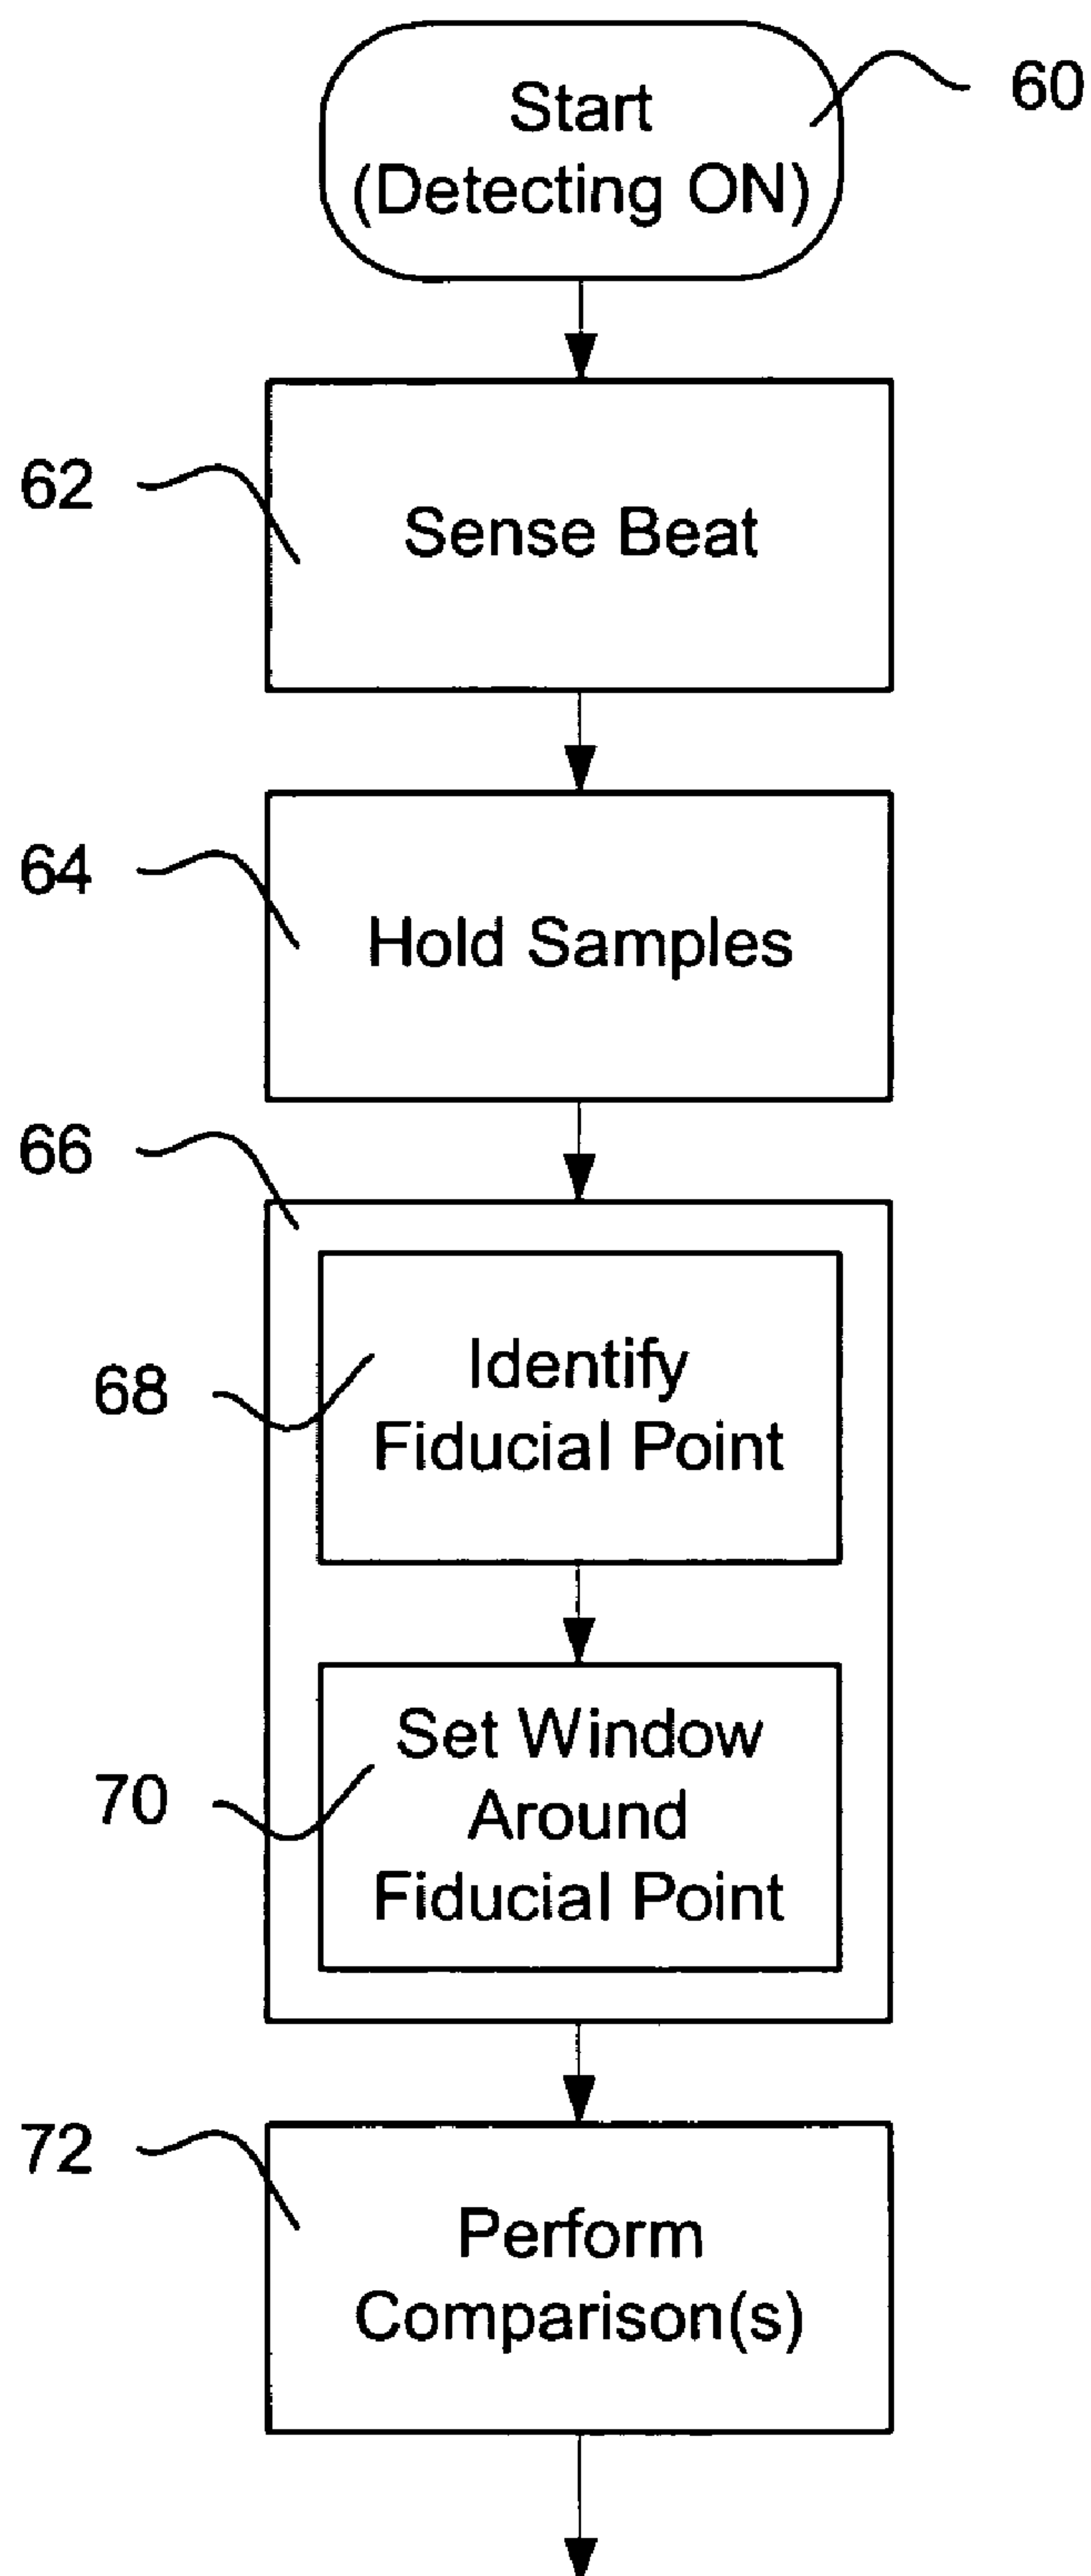 Start
(Detecting ON)
60
62
Sense Beat
64
Hold Samples
66
68
Identify
Fiducial Point
70
Set Window
Around
Fiducial Point
72
Perform
Comparison(s)